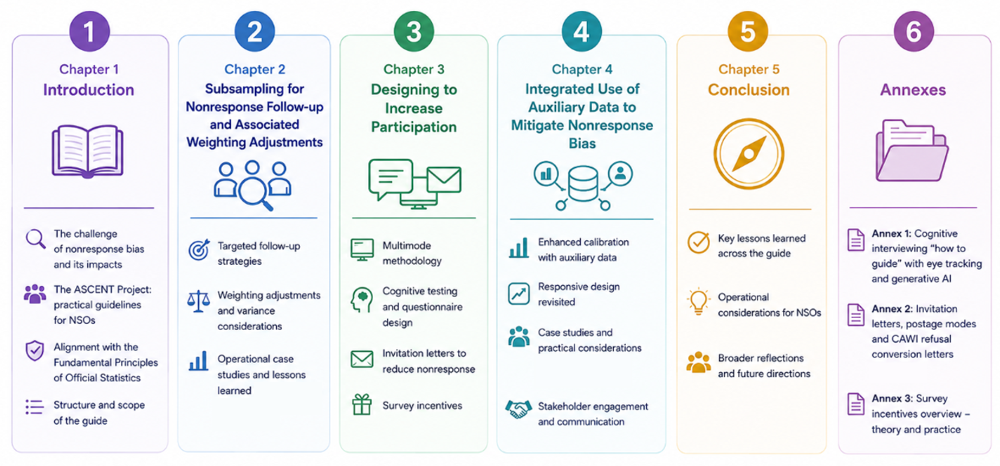 1
Chapter 1
Introduction
The challenge
of nonresponse bias
and its impacts
The ASCENT Project:
practical guidelines
for NSOs
Alignment with the
Fundamental Principles
of Official Statistics
Structure and scope
of the guide
2
Chapter 2
Subsampling for
Nonresponse Follow-up
and Associated
Weighting Adjustments
Targeted follow-up
strategies
Weighting adjustments
and variance
considerations
Operational case
studies and lessons
learned
3
Chapter 3
Designing to
Increase
Participation
Multimode
methodology
Cognitive testing
and questionnaire
design
Invitation letters to
reduce nonresponse
Survey incentives
4
Chapter 4
Integrated Use of
Auxiliary Data to
Mitigate Nonresponse
Bias
Enhanced calibration
with auxiliary data
Responsive design
revisited
Case studies and
practical considerations
Stakeholder engagement
and communication
5
Chapter 5
Conclusion
Key lessons learned
across the guide
Operational
considerations for NSOs
Broader reflections
and future directions
6
Annexes
Annex 1: Cognitive
interviewing “how to
guide” with eye tracking
and generative AI
Annex 2: Invitation
letters, postage modes
and CAWI refusal
conversion letters
Annex 3: Survey
incentives overview –
theory and practice